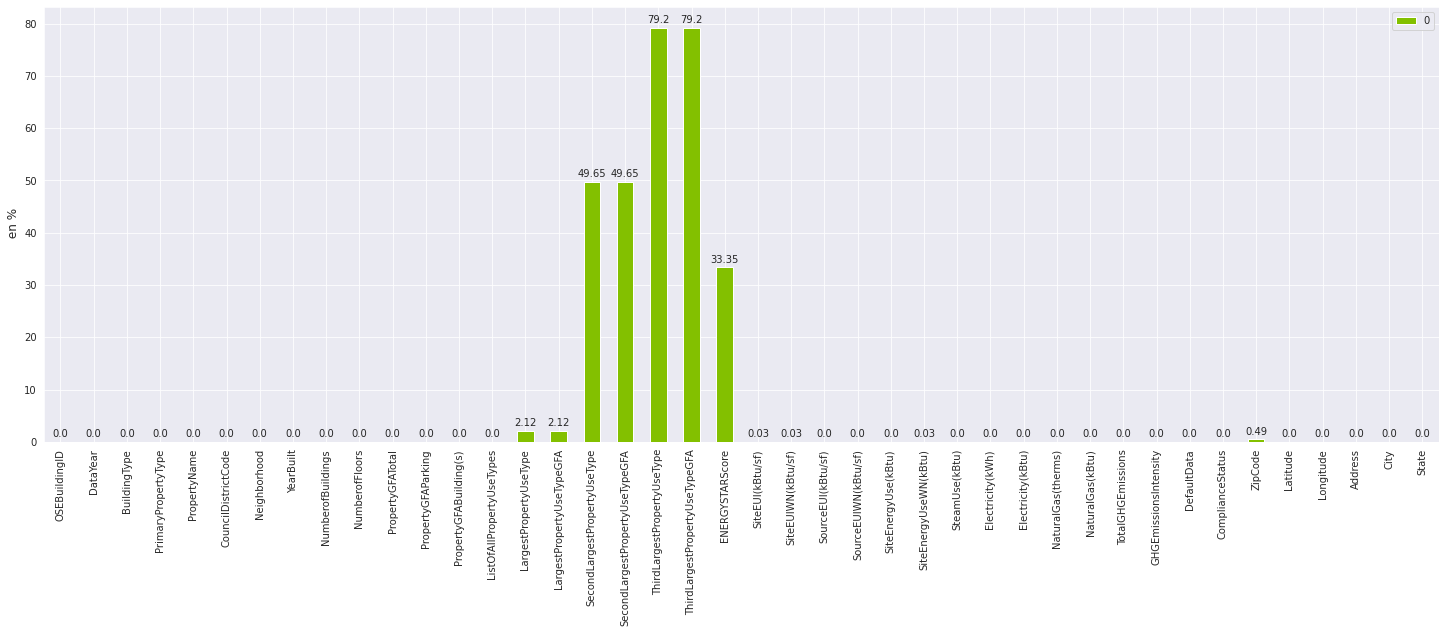 80
70
60
50
40
30
20
10
0
en %
0
0.0
0.0
0.0
0.0
0.0
0.0
0.0
0.0
0.0
0.0
0.0
0.0
0.0
0.0
2.12
2.12
49.65
49.65
79.2
79.2
33.35
0.03
0.03
0.0
0.0
0.0
0.03
0.0
0.0
0.0
0.0
0.0
0.0
0.0
0.0
0.0
0.49
0.0
0.0
0.0
0.0
0.0
OSEBuildingID
DataYear
BuildingType
PrimaryPropertyType
PropertyName
CouncilDistrictCode
Neighborhood
YearBuilt
NumberofBuildings
NumberofFloors
PropertyGFATotal
PropertyGFAParking
PropertyGFABuilding(s)
ListOfAllPropertyUseTypes
LargestPropertyUseType
LargestPropertyUseTypeGFA
SecondLargestPropertyUseType
SecondLargestPropertyUseTypeGFA
ThirdLargestPropertyUseType
ThirdLargestPropertyUseTypeGFA
ENERGYSTARScore
SiteEUI(kBtu/sf)
SiteEUIWN(kBtu/sf)
SourceEUI(kBtu/sf)
SourceEUIWN(kBtu/sf)
SiteEnergyUse(kBtu)
SiteEnergyUseWN(kBtu)
SteamUse(kBtu)
Electricity(kWh)
Electricity(kBtu)
NaturalGas(therms)
NaturalGas(kBtu)
TotalGHGEmissions
GHGEmissionsIntensity
DefaultData
ComplianceStatus
ZipCode
Latitude
Longitude
Address
City
State